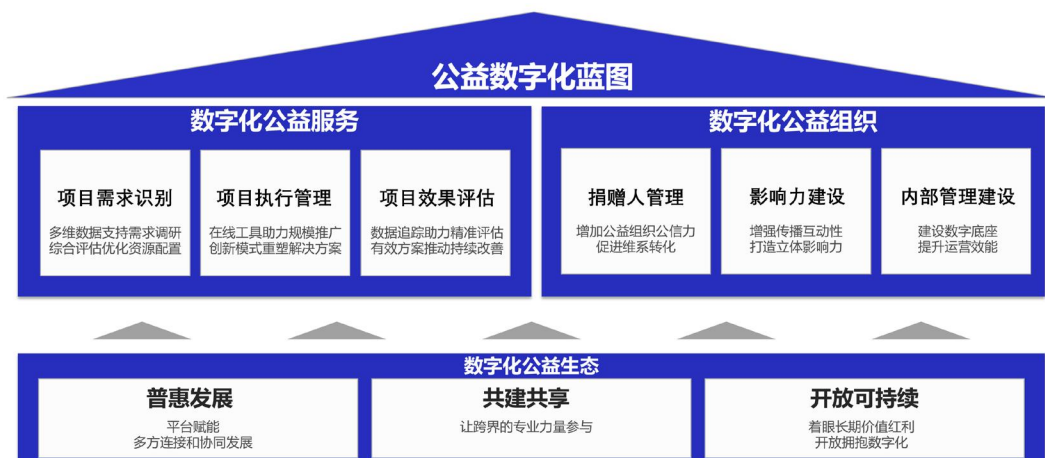 公益数字化蓝图
数字化公益服务
项目需求识别
多维数据支持需求调研
综合评估优化资源配置
项目执行管理
在线工具助力规模推广
创新模式重塑解决方案
项目效果评估
数据追踪助力精准评估
有效方案推动持续改善
数字化公益组织
捐赠人管理
增加公益组织公信力
促进维系转化
影响力建设
增强传播互动性
打造立体影响力
内部管理建设
建设数字底座
提升运营效能
数字化公益生态
普惠发展
平台赋能
多方连接和协同发展
共建共享
让跨界的专业力量参与
开放可持续
着眼长期价值红利
开放拥抱数字化